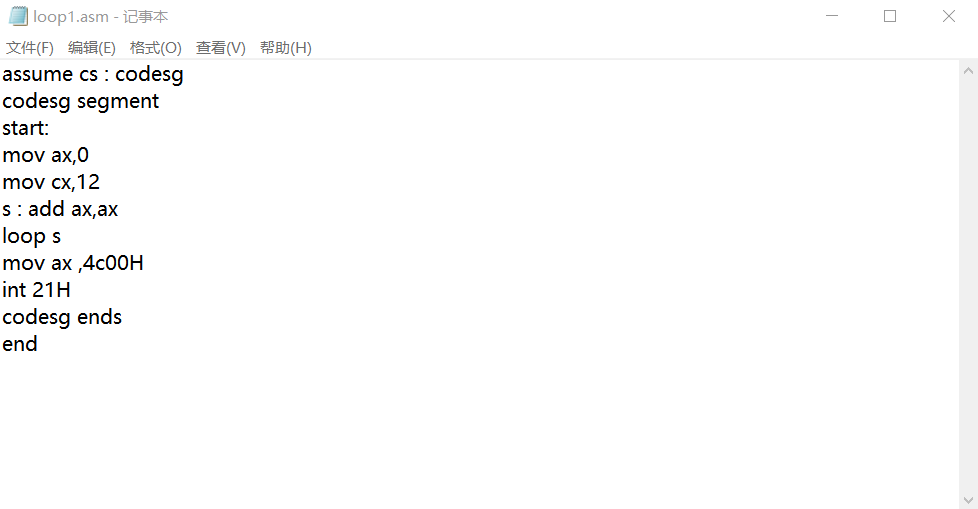 loop1.asm - 记事本
文件(F) 编辑(E) 格式(O) 查看(V) 帮助(H)
assume cs : codesg
codesg segment
start:
mov ax,0
mov cx,12
s : add ax,ax
loop s
mov ax ,4c00H
int 21H
codesg ends
end